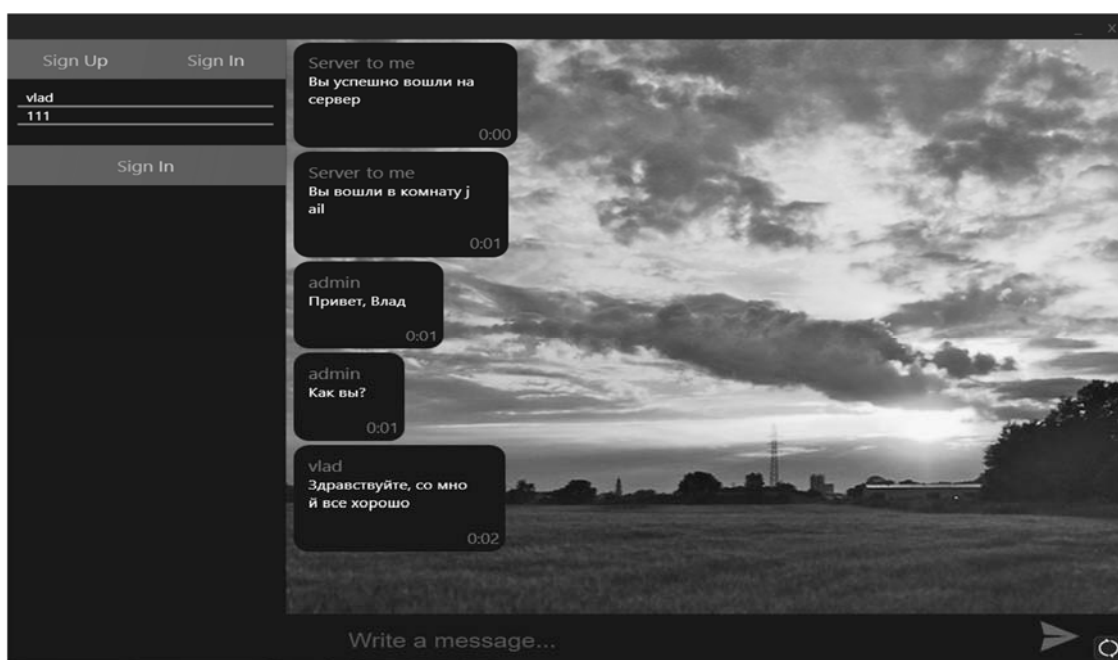 _ x
Sign Up Sign In
vlad
111
Sign In
Server to me
Вы успешно вошли на
сервер
0:00
Server to me
Вы вошли в комнату j
ail
0:01
admin
Привет, Влад
0:01
admin
Как вы?
0:01
vlad
Здравствуйте, со мно
й все хорошо
0:02
Write a message...